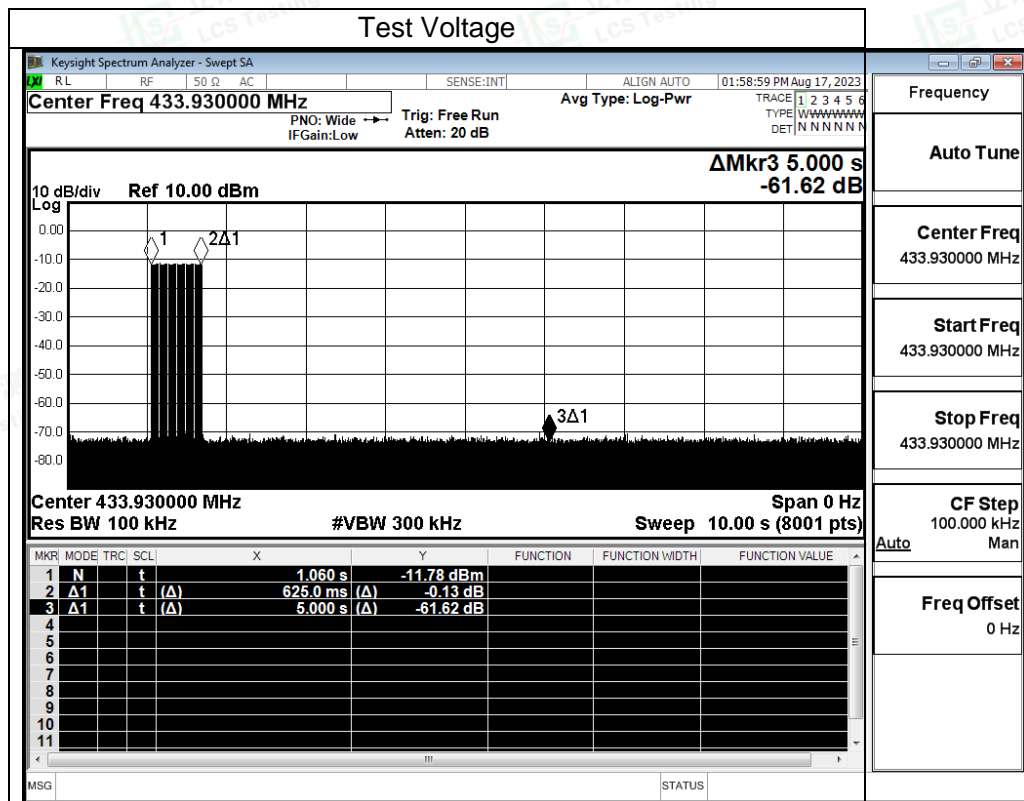 Test Voltage
Keysight Spectrum Analyzer - Swept SA
LXI RL RF 50 Ω AC SENSE:INT ALIGN AUTO 01:58:59 PM Aug 17, 2023
Center Freq 433.930000 MHz
PNO: Wide
IFGain:Low
Trig: Free Run
Atten: 20 dB
Avg Type: Log-Pwr
TRACE 1 2 3 4 5 6
TYPE WWWWWW
DET N N N N N N
ΔMkr3 5.000 s
-61.62 dB
10 dB/div Ref 10.00 dBm
Log
0.00
-10.0
-20.0
-30.0
-40.0
-50.0
-60.0
-70.0
-80.0
1
2Δ1
3Δ1
Center 433.930000 MHz Span 0 Hz
Res BW 100 kHz #VBW 300 kHz Sweep 10.00 s (8001 pts)
MKR MODE TRC SCL X Y FUNCTION FUNCTION WIDTH FUNCTION VALUE
1 N t 1.060 s -11.78 dBm
2 Δ1 t (Δ) 625.0 ms (Δ) -0.13 dB
3 Δ1 t (Δ) 5.000 s (Δ) -61.62 dB
4
5
6
7
8
9
10
11
MSG STATUS
Frequency
Auto Tune
Center Freq
433.930000 MHz
Start Freq
433.930000 MHz
Stop Freq
433.930000 MHz
CF Step
100.000 kHz
Auto Man
Freq Offset
0 Hz
LCS Testing
LCS Testing